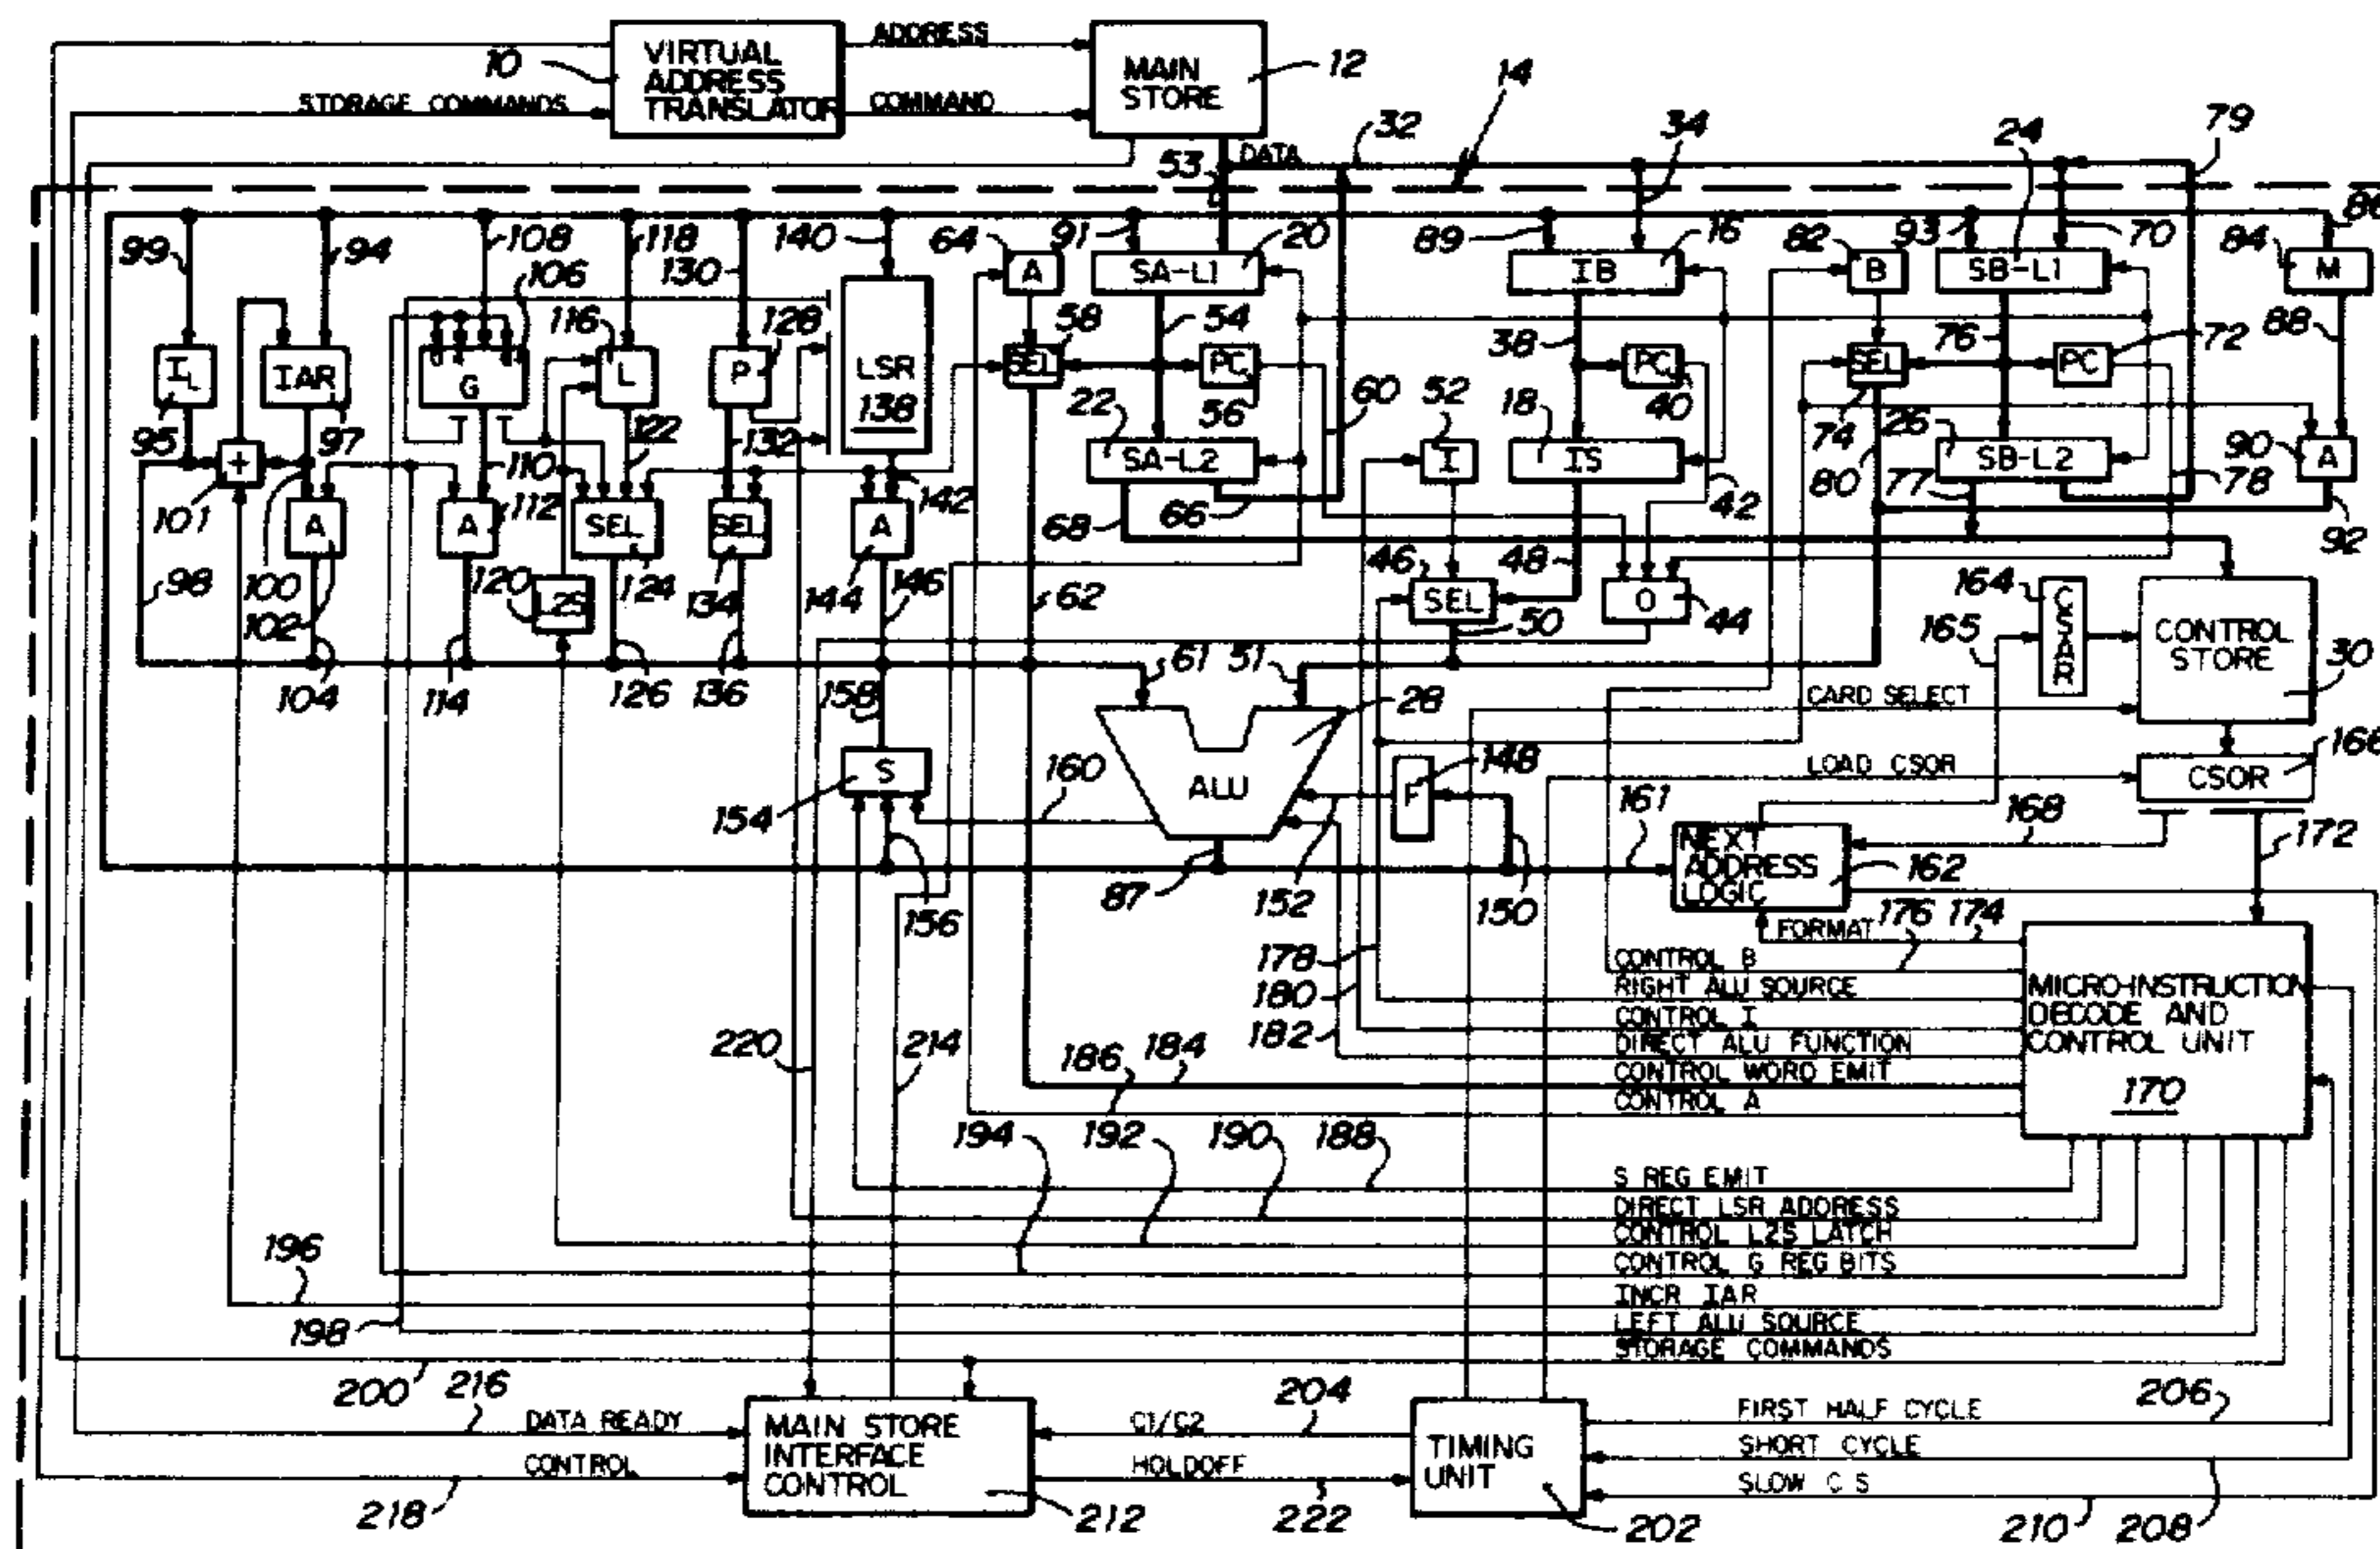 10
VIRTUAL
ADDRESS
TRANSLATOR
ADDRESS
COMMAND
STORAGE COMMANDS
MAIN
STORE
12
14
53
DATA
32
34
24
79
99
94
108
106
118
130
140
64
91
20
89
16
82
93
70
84
86
A
SA-L1
IB
B
SB-L1
M
116
128
58
54
38
76
72
88
IL
IAR
G
L
P
LSR
138
SEL
PC
PC
SEL
PC
95
97
122
132
22
56
60
52
18
40
74
26
90
+
110
SA-L2
I
IS
SB-L2
A
101
112
142
68
66
42
80
77
78
92
A
A
SEL
SEL
A
98
100
102
120
L2S
124
134
144
146
62
46
48
SEL
O
44
50
164
CSAR
165
CONTROL
STORE
30
104
114
126
136
158
61
51
28
CARD SELECT
S
154
160
ALU
148
F
LOAD CSOR
CSOR
166
161
168
172
NEXT
ADDRESS
LOGIC
162
156
87
152
150
176
174
FORMAT
178
180
182
CONTROL B
RIGHT ALU SOURCE
CONTROL I
DIRECT ALU FUNCTION
CONTROL WORD EMIT
CONTROL A
MICRO-INSTRUCTION
DECODE AND
CONTROL UNIT
170
220
214
186
184
194
192
190
188
S REG EMIT
DIRECT LSR ADDRESS
CONTROL L2S LATCH
CONTROL G REG BITS
INCR IAR
LEFT ALU SOURCE
STORAGE COMMANDS
196
198
200
216
204
206
DATA READY
CONTROL
MAIN STORE
INTERFACE
CONTROL
C1/C2
HOLDOFF
TIMING
UNIT
FIRST HALF CYCLE
SHORT CYCLE
SLOW C S
218
212
222
202
210
208